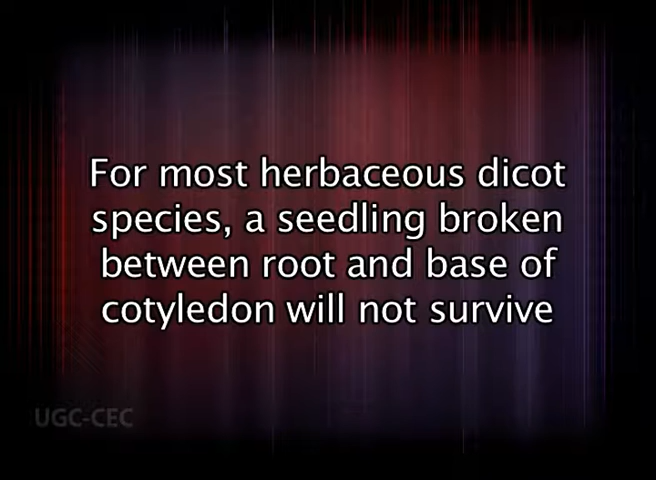 For most herbaceous dicot
species, a seedling broken
between root and base of
cotyledon will not survive
UGC-CEC